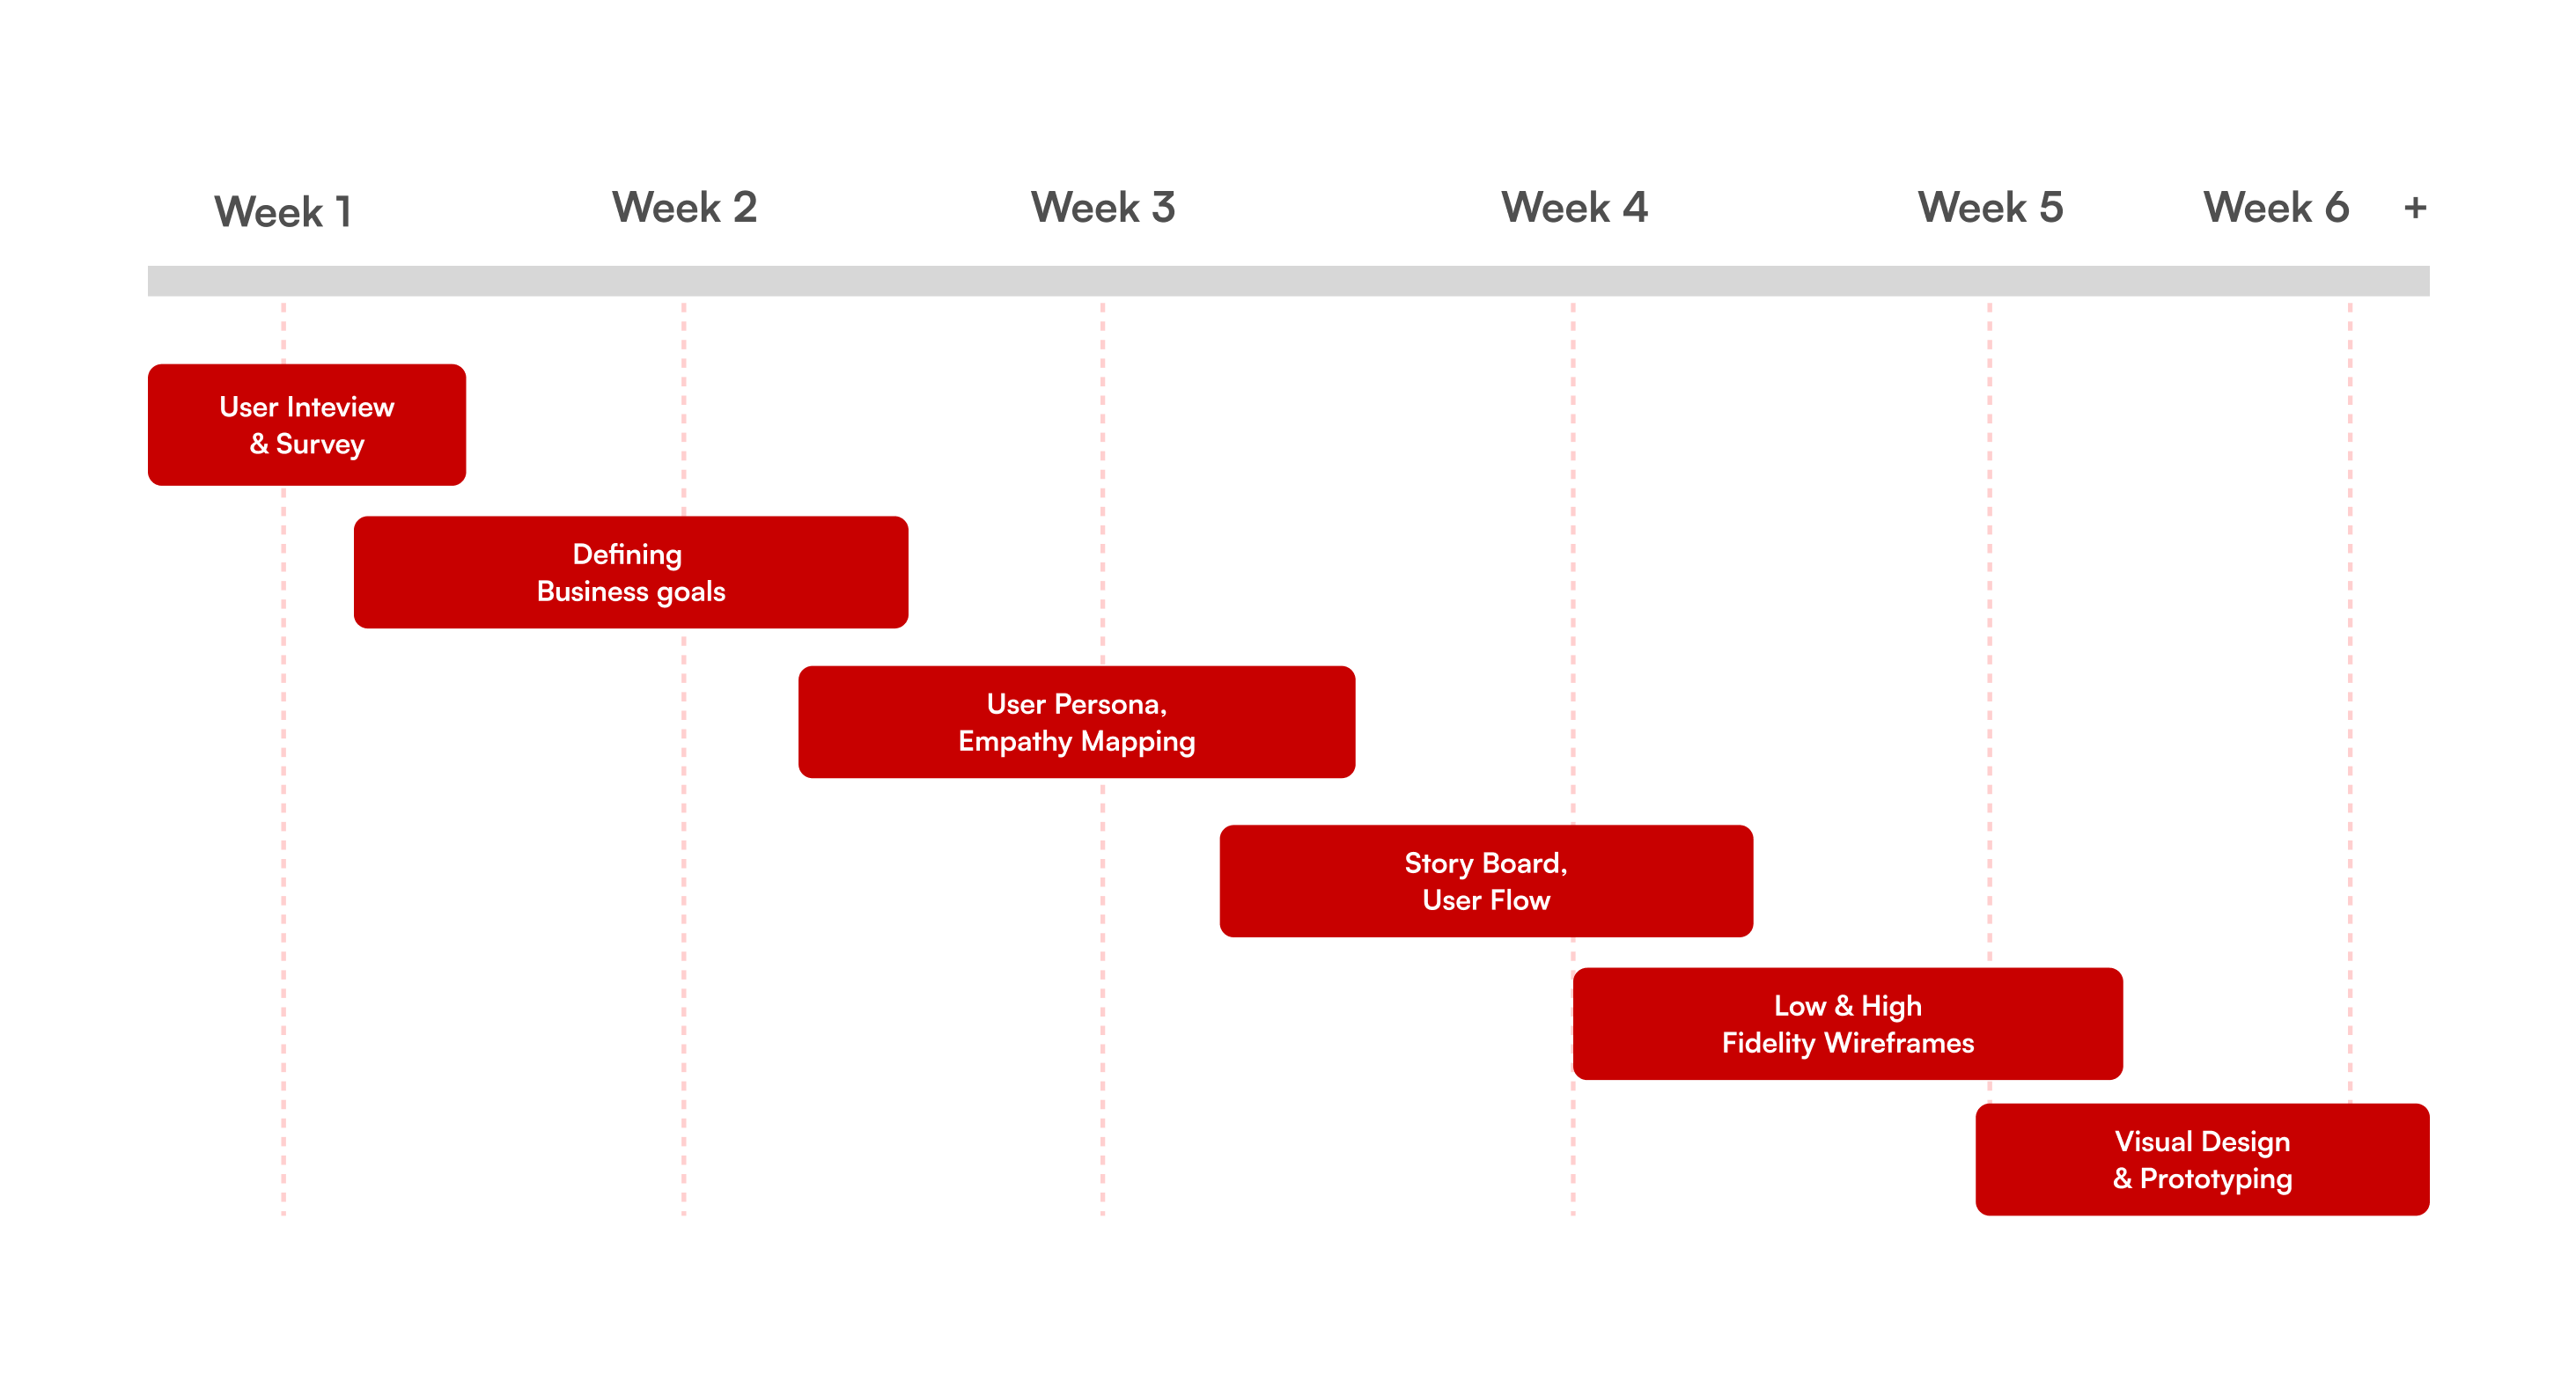 Week 1 Week 2 Week 3 Week 4 Week 5 Week 6 +
User Inteview
& Survey
Defining
Business goals
User Persona,
Empathy Mapping
Story Board,
User Flow
Low & High
Fidelity Wireframes
Visual Design
& Prototyping